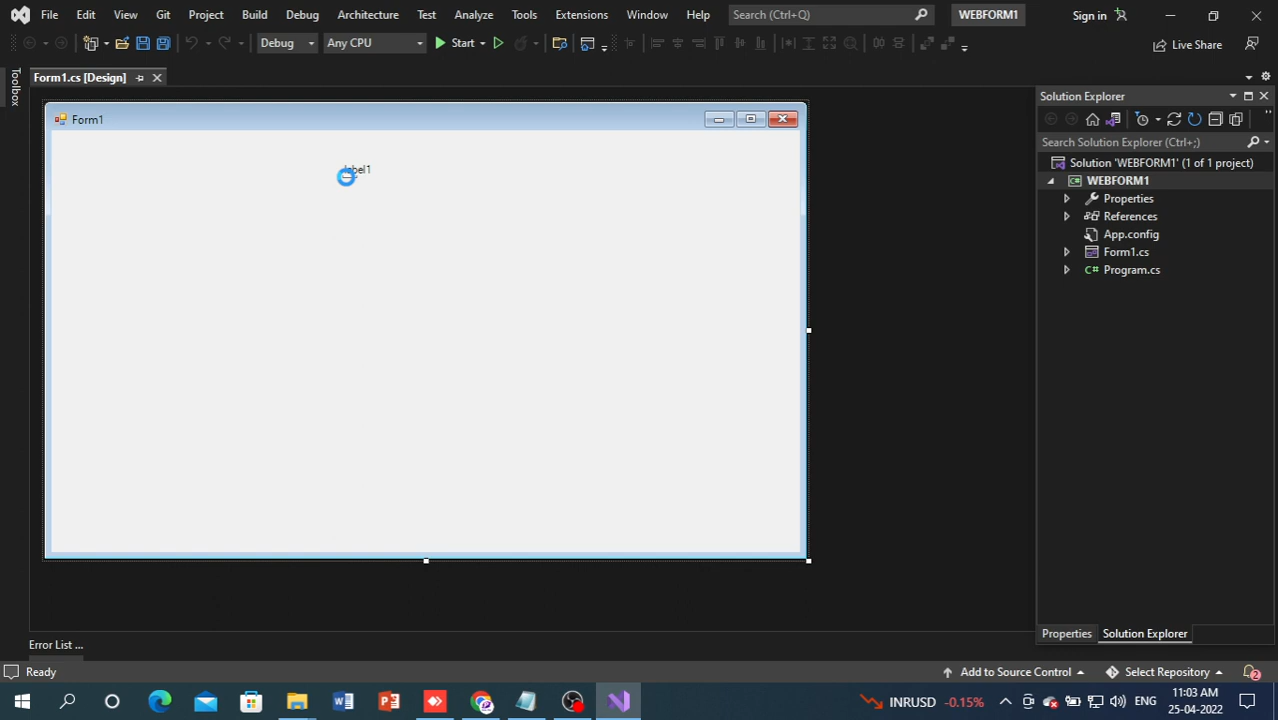 File Edit View Git Project Build Debug Architecture Test Analyze Tools Extensions Window Help Search (Ctrl+Q) WEBFORM1 Sign in
Debug Any CPU Start Live Share
Toolbox
Form1.cs [Design]
Form1
Solution Explorer
Search Solution Explorer (Ctrl+;)
Solution 'WEBFORM1' (1 of 1 project)
C# WEBFORM1
Properties
References
App.config
Form1.cs
C# Program.cs
Error List ...
Properties Solution Explorer
Ready Add to Source Control Select Repository 2
INRUSD -0.15% ENG 11:03 AM
25-04-2022